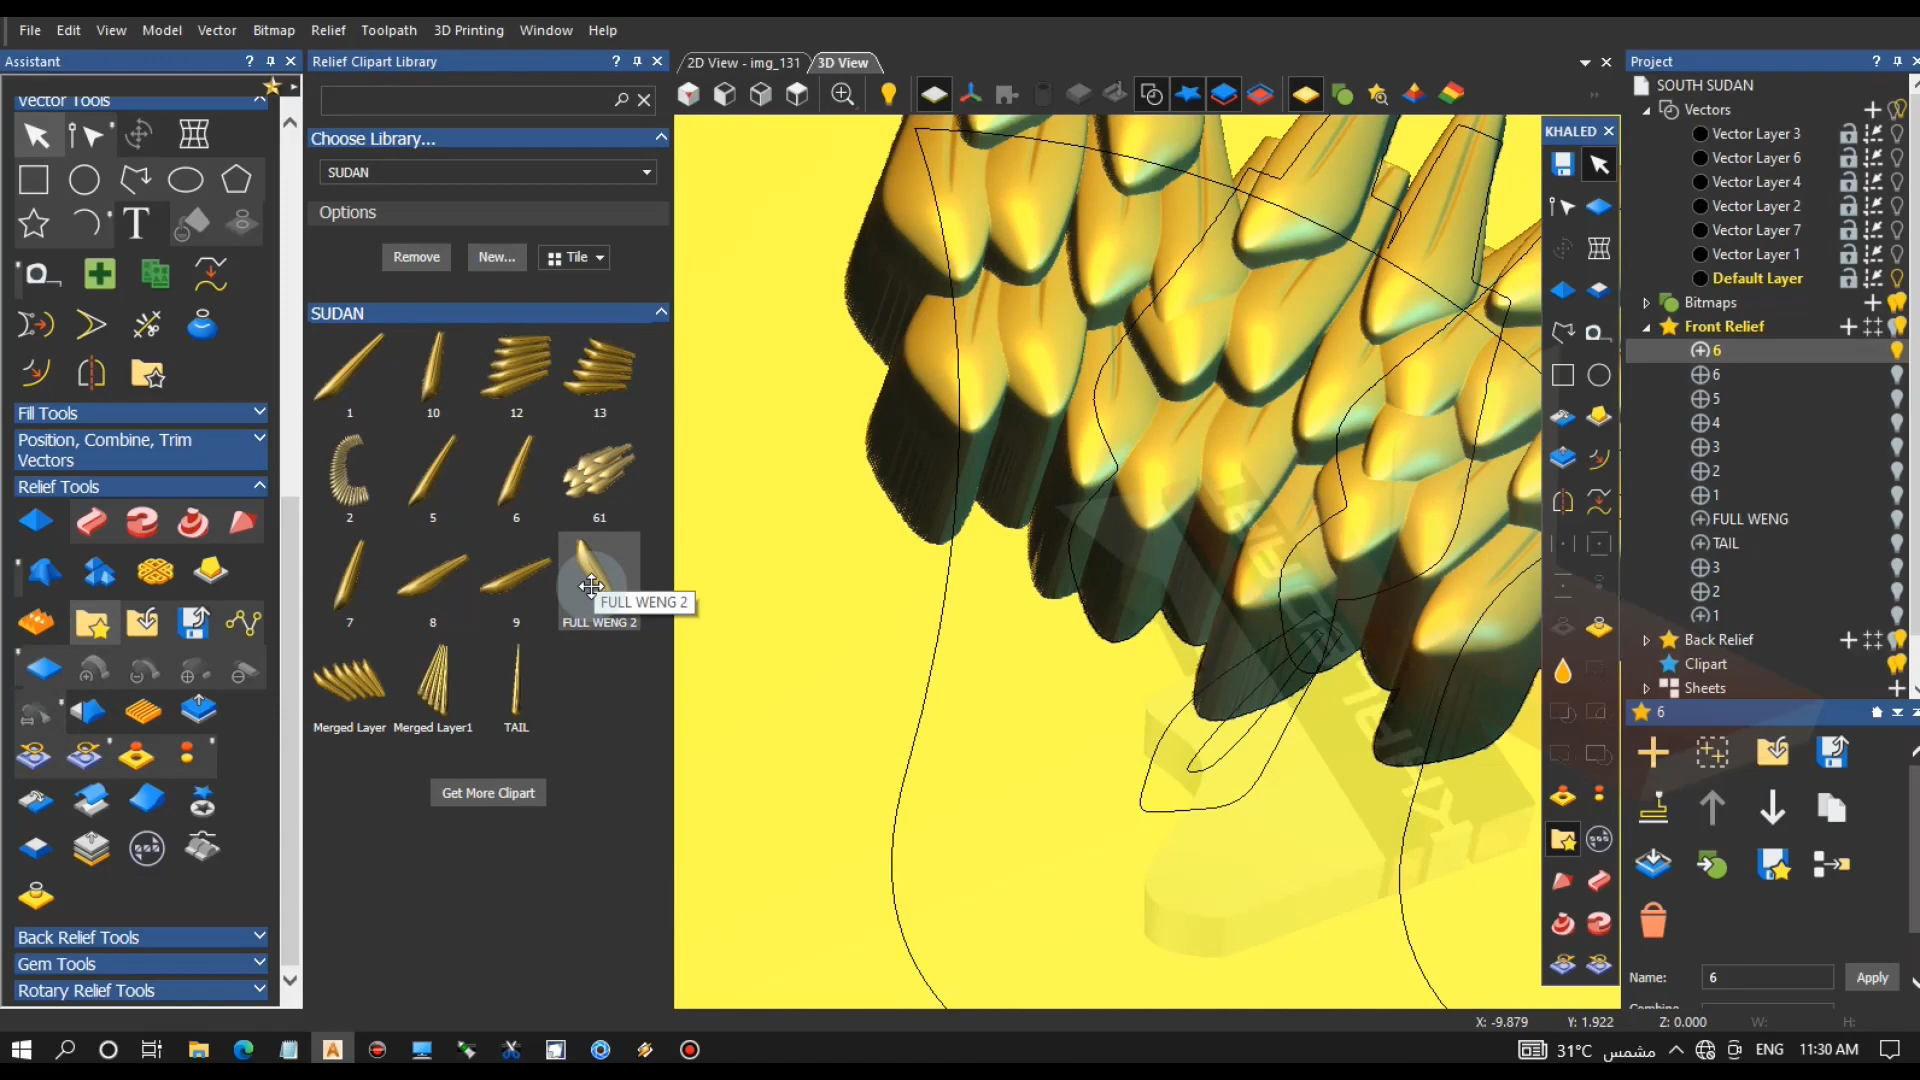 File Edit View Model Vector Bitmap Relief Toolpath 3D Printing Window Help
Assistant
Vector Tools
T
Fill Tools
Position, Combine, Trim
Vectors
Relief Tools
Back Relief Tools
Gem Tools
Rotary Relief Tools
Relief Clipart Library
Choose Library...
SUDAN
Options
Remove New... Tile
SUDAN
1 10 12 13
2 5 6 61
7 8 9 FULL WENG 2
FULL WENG 2
Merged Layer Merged Layer1 TAIL
Get More Clipart
2D View - img_131 3D View
KHALED
Project
SOUTH SUDAN
Vectors
Vector Layer 3
Vector Layer 6
Vector Layer 4
Vector Layer 2
Vector Layer 7
Vector Layer 1
Default Layer
Bitmaps
Front Relief
6
6
5
4
3
2
1
FULL WENG
TAIL
3
2
1
Back Relief
Clipart
Sheets
6
Name: 6 Apply
X: -9.879 Y: 1.922 Z: 0.000 W: H:
31°C مشمس ENG 11:30 AM